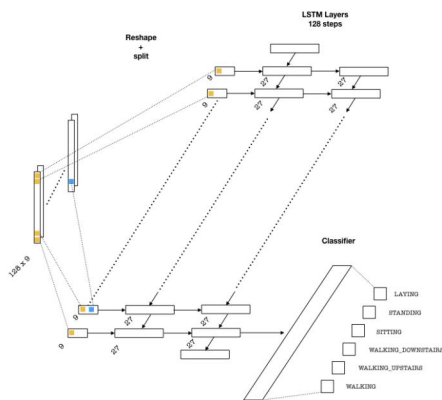 LSTM Layers
128 steps
Reshape
+
split
9
27
9
27
27
128 x 9
Classifier
LAYING
STANDING
SITTING
WALKING_DOWNSTAIRS
WALKING_UPSTAIRS
WALKING
9
27
27
9
27
27